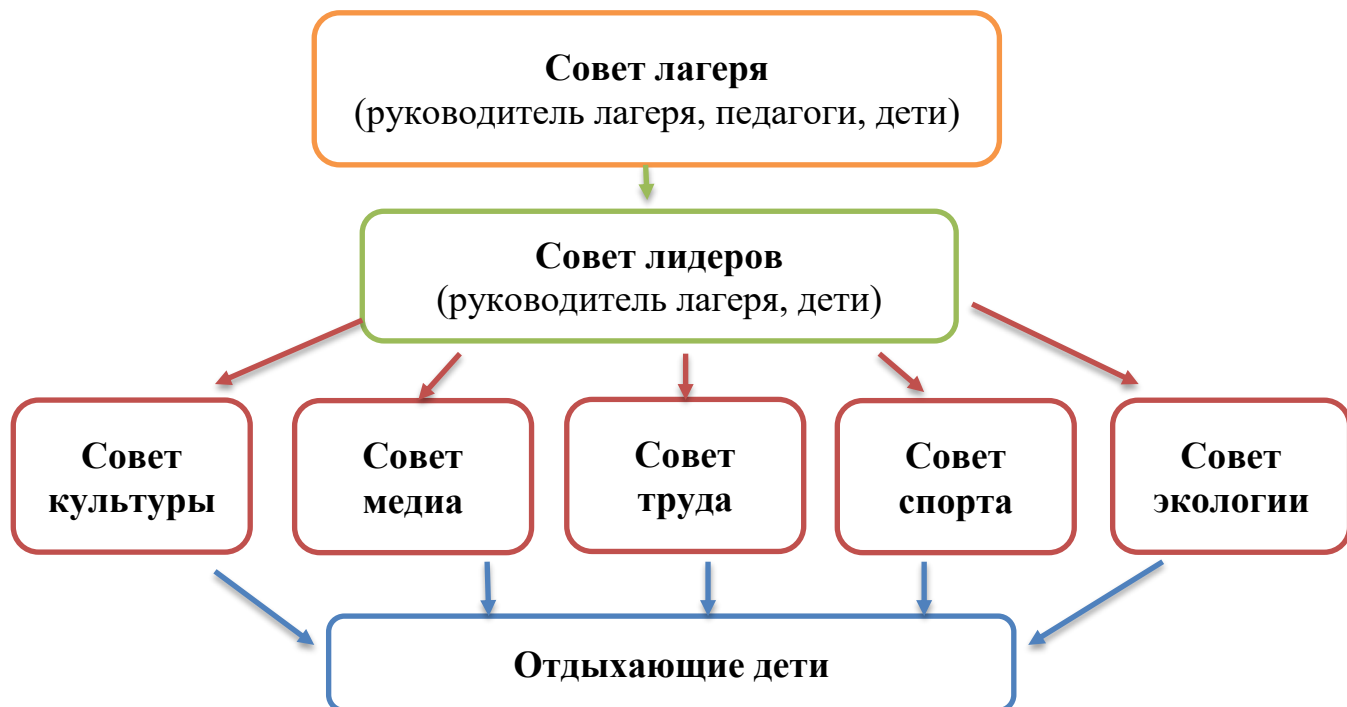 Совет лагеря
(руководитель лагеря, педагоги, дети)
Совет лидеров
(руководитель лагеря, дети)
Совет
культуры
Совет
медиа
Совет
труда
Совет
спорта
Совет
экологии
Отдыхающие дети